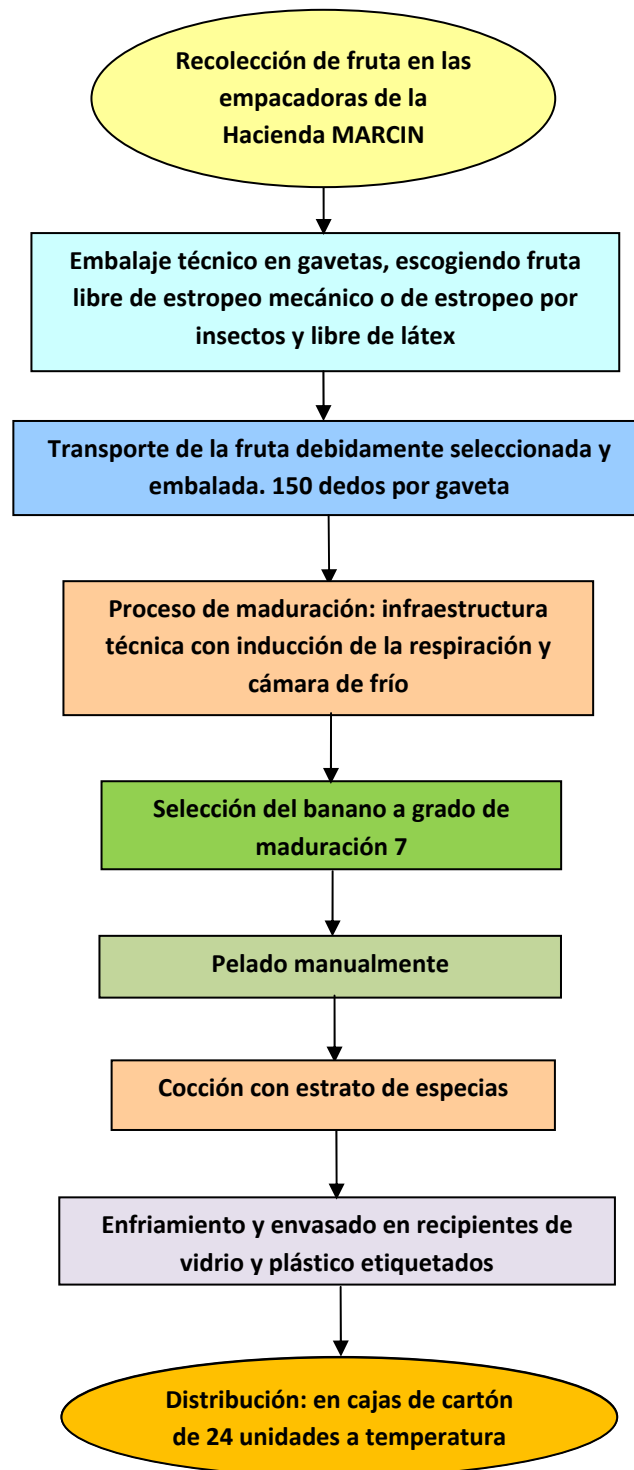 Recolección de fruta en las
empacadoras de la
Hacienda MARCIN
Embalaje técnico en gavetas, escogiendo fruta
libre de estropeo mecánico o de estropeo por
insectos y libre de látex
Transporte de la fruta debidamente seleccionada y
embalada. 150 dedos por gaveta
Proceso de maduración: infraestructura
técnica con inducción de la respiración y
cámara de frío
Selección del banano a grado de
maduración 7
Pelado manualmente
Cocción con estrato de especias
Enfriamiento y envasado en recipientes de
vidrio y plástico etiquetados
Distribución: en cajas de cartón
de 24 unidades a temperatura